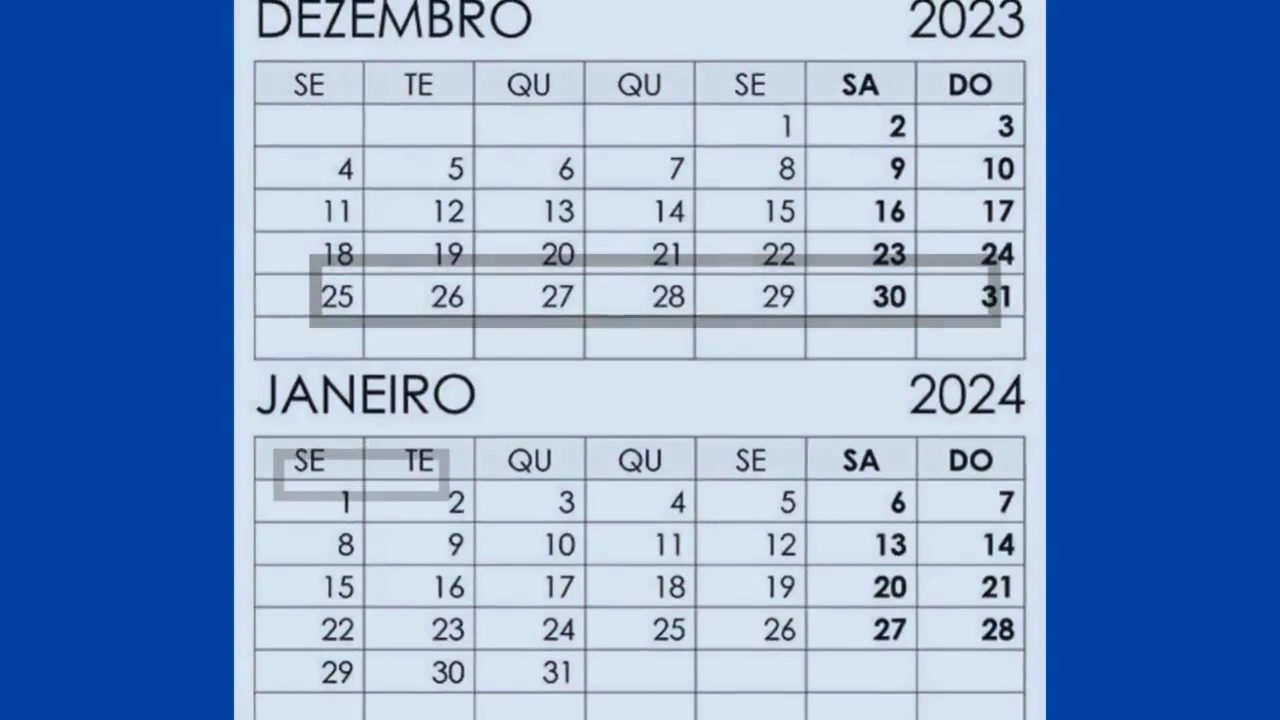 DEZEMBRO 2023
SE TE QU QU SE SA DO
1 2 3
4 5 6 7 8 9 10
11 12 13 14 15 16 17
18 19 20 21 22 23 24
25 26 27 28 29 30 31
JANEIRO 2024
SE TE QU QU SE SA DO
1 2 3 4 5 6 7
8 9 10 11 12 13 14
15 16 17 18 19 20 21
22 23 24 25 26 27 28
29 30 31